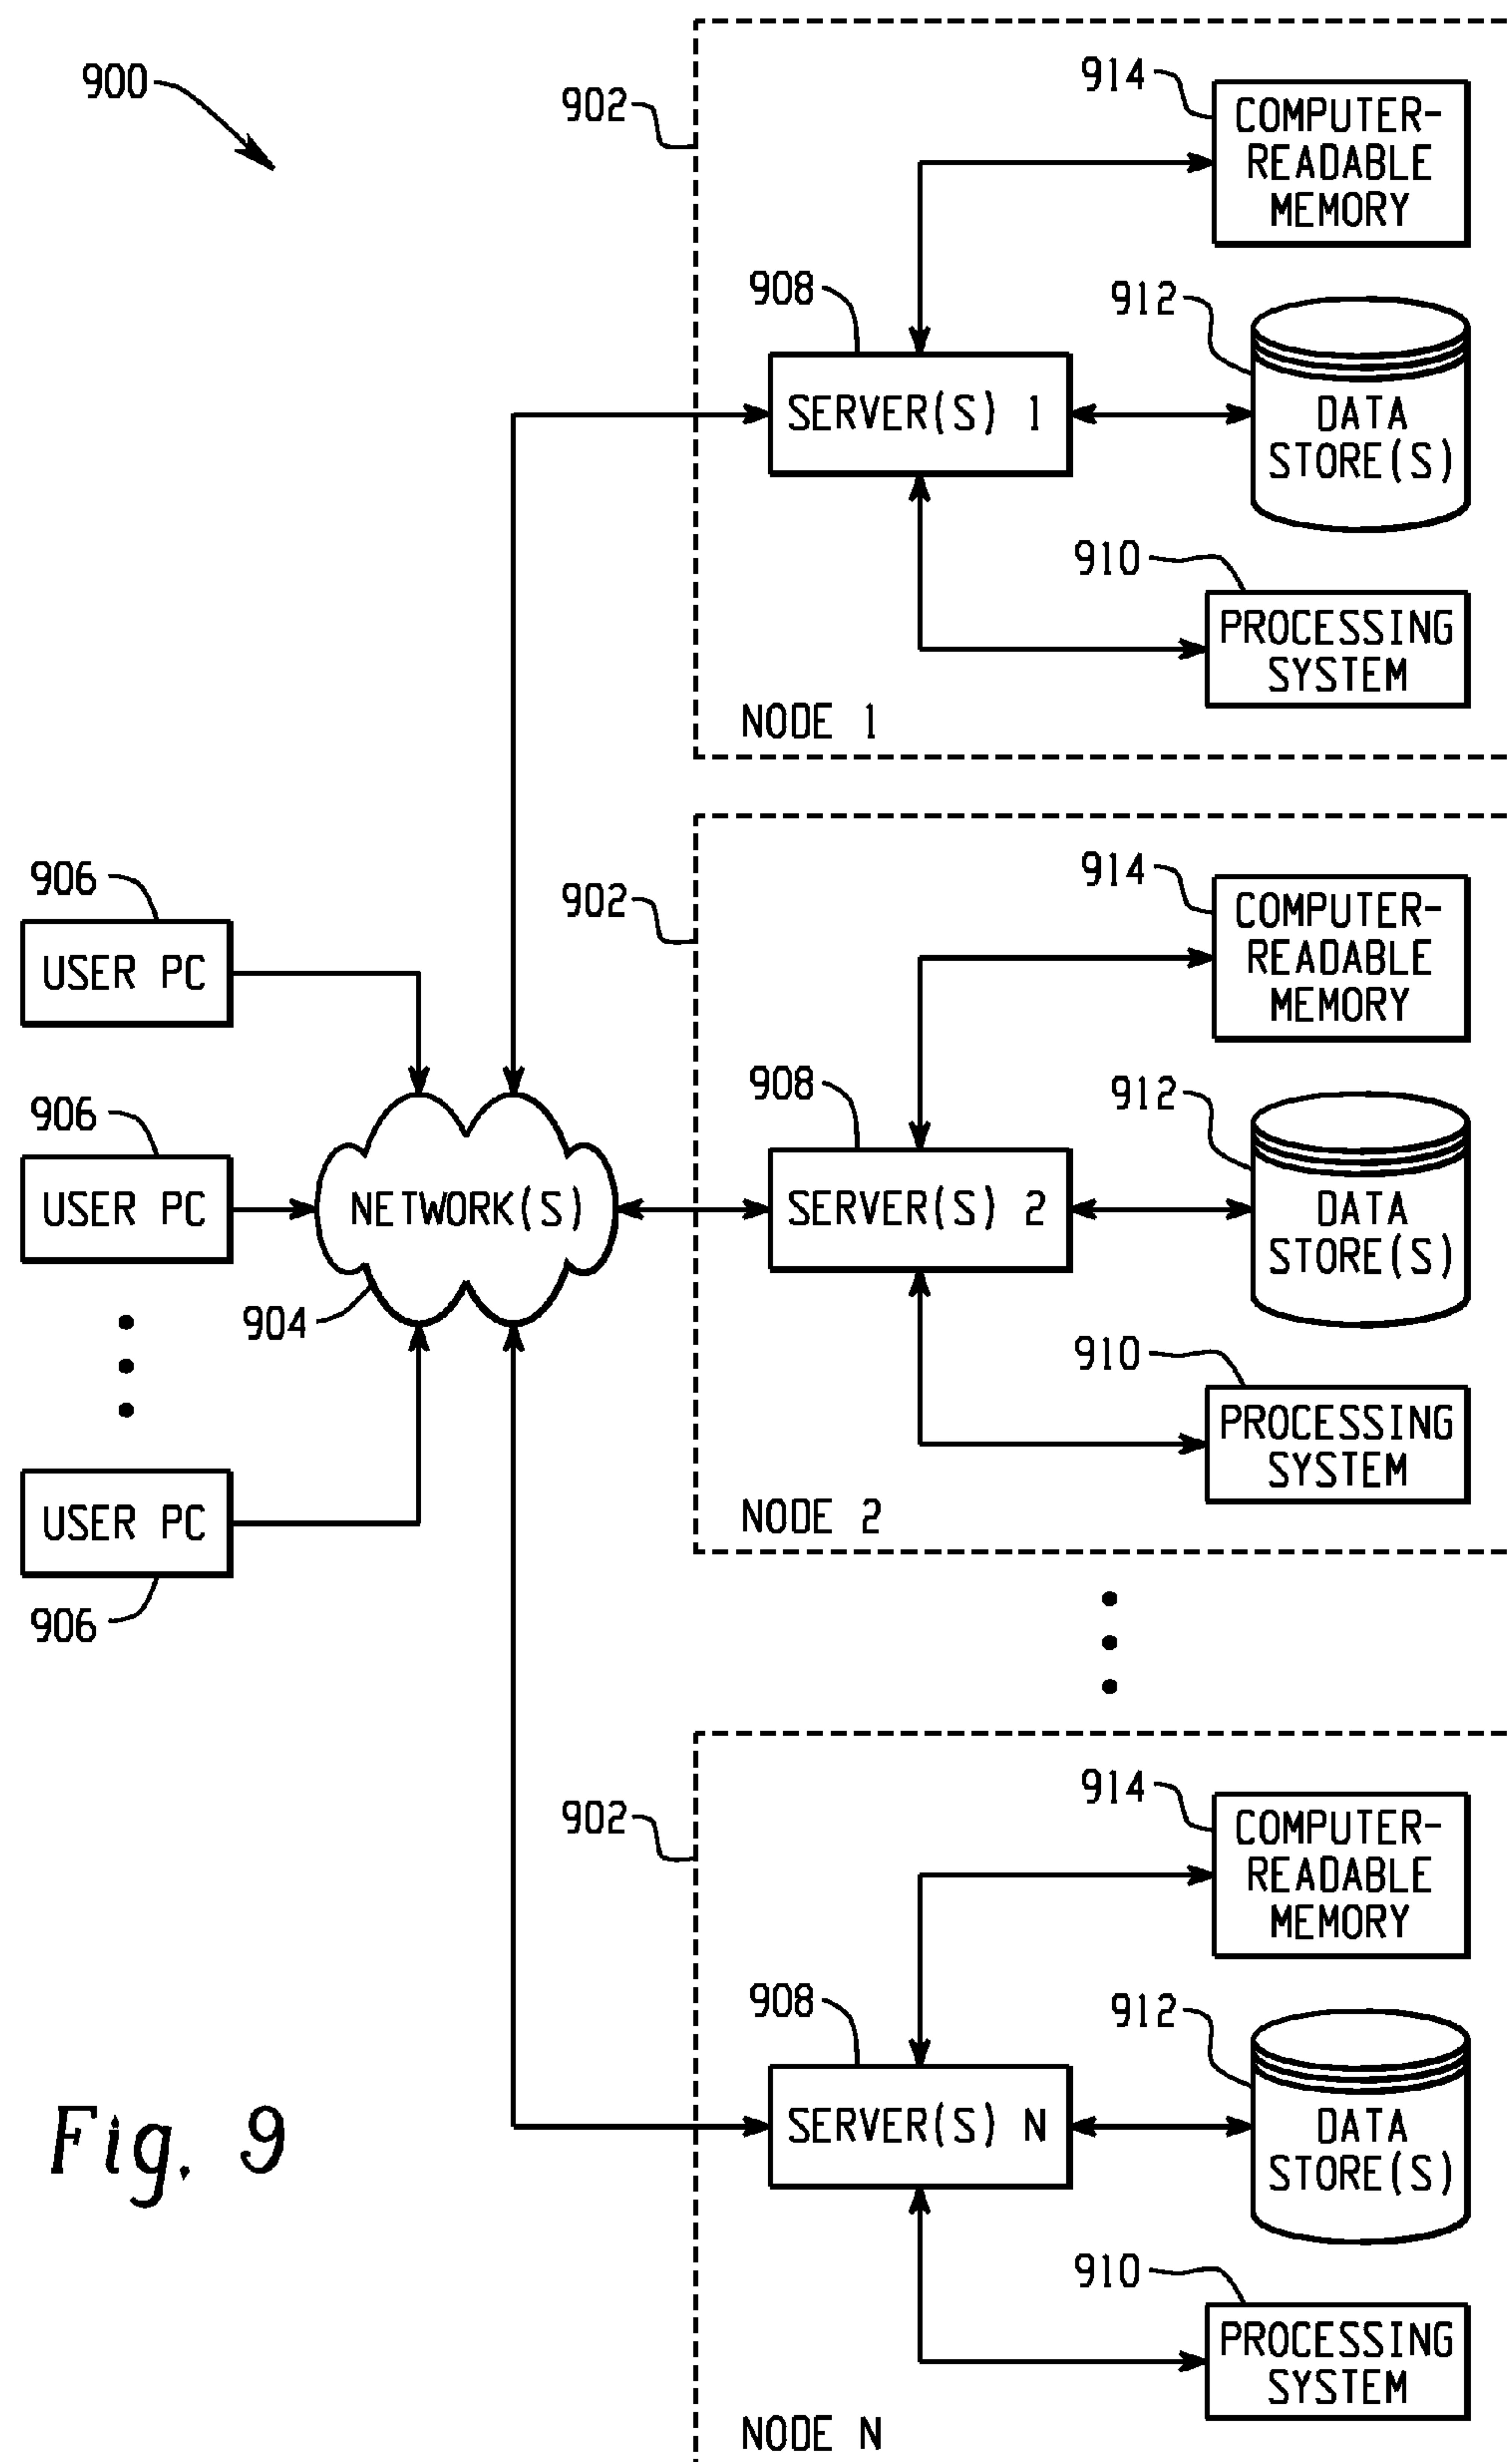 900
902
914
COMPUTER-
READABLE
MEMORY
908
912
SERVER(S) 1
DATA
STORE(S)
910
PROCESSING
SYSTEM
NODE 1
906
USER PC
902
914
COMPUTER-
READABLE
MEMORY
906
USER PC
NETWORK(S)
904
908
912
SERVER(S) 2
DATA
STORE(S)
910
PROCESSING
SYSTEM
NODE 2
USER PC
906
902
914
COMPUTER-
READABLE
MEMORY
908
912
SERVER(S) N
DATA
STORE(S)
910
PROCESSING
SYSTEM
NODE N
Fig. 9